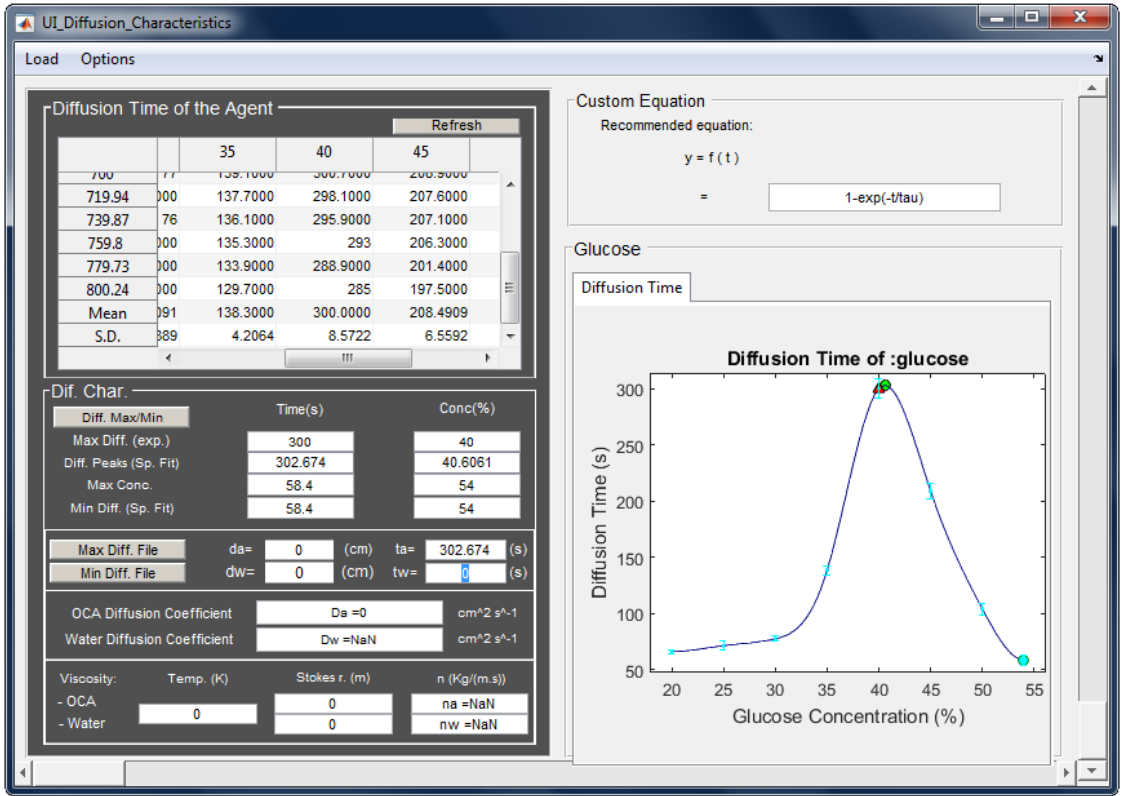 UI_Diffusion_Characteristics
Load Options
Diffusion Time of the Agent
Refresh
35 40 45
700 77 139.1000 300.7000 208.9000
719.94 000 137.7000 298.1000 207.6000
739.87 76 136.1000 295.9000 207.1000
759.8 000 135.3000 293 206.3000
779.73 000 133.9000 288.9000 201.4000
800.24 000 129.7000 285 197.5000
Mean 091 138.3000 300.0000 208.4909
S.D. 889 4.2064 8.5722 6.5592
Dif. Char.
Diff. Max/Min Time(s) Conc(%)
Max Diff. (exp.) 300 40
Diff. Peaks (Sp. Fit) 302.674 40.6061
Max Conc. 58.4 54
Min Diff. (Sp. Fit) 58.4 54
Max Diff. File da= 0 (cm) ta= 302.674 (s)
Min Diff. File dw= 0 (cm) tw= 0 (s)
OCA Diffusion Coefficient Da =0 cm^2 s^-1
Water Diffusion Coefficient Dw =NaN cm^2 s^-1
Viscosity: Temp. (K) Stokes r. (m) n (Kg/(m.s))
- OCA 0 0 na =NaN
- Water 0 nw =NaN
Custom Equation
Recommended equation:
y = f ( t )
= 1-exp(-t/tau)
Glucose
Diffusion Time
Diffusion Time of :glucose
300
250
200
150
100
50
Diffusion Time (s)
20 25 30 35 40 45 50 55
Glucose Concentration (%)